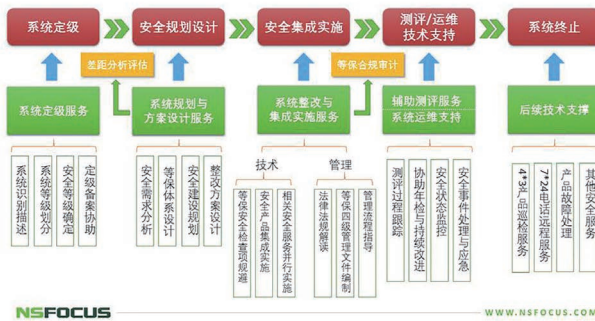 系统定级
安全规划设计
安全集成实施
测评/运维
技术支持
系统终止
差距分析评估
等保合规审计
系统定级服务
系统规划与
方案设计服务
系统整改与
集成实施服务
辅助测评服务
系统运维支持
后续技术支撑
技术
管理
系统识别描述
系统等级划分
安全等级确定
定级备案协助
安全需求分析
等保体系设计
安全建设规划
整改方案设计
等保安全检查项规避
安全产品集成实施
相关安全服务并行实施
法律法规解读
等保四级管理文件编制
管理流程指导
测评过程跟踪
协助年检与持续改进
安全状态监控
安全事件处理与应急
4*3产品巡检服务
7*24电话远程服务
产品故障处理
其他安全服务
NSFOCUS
WWW.NSFOCUS.COM